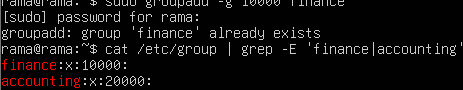 rama@rama:~$ sudo groupadd -g 10000 finance
[sudo] password for rama:
groupadd: group 'finance' already exists
rama@rama:~$ cat /etc/group | grep -E 'finance|accounting'
finance:x:10000:
accounting:x:20000: